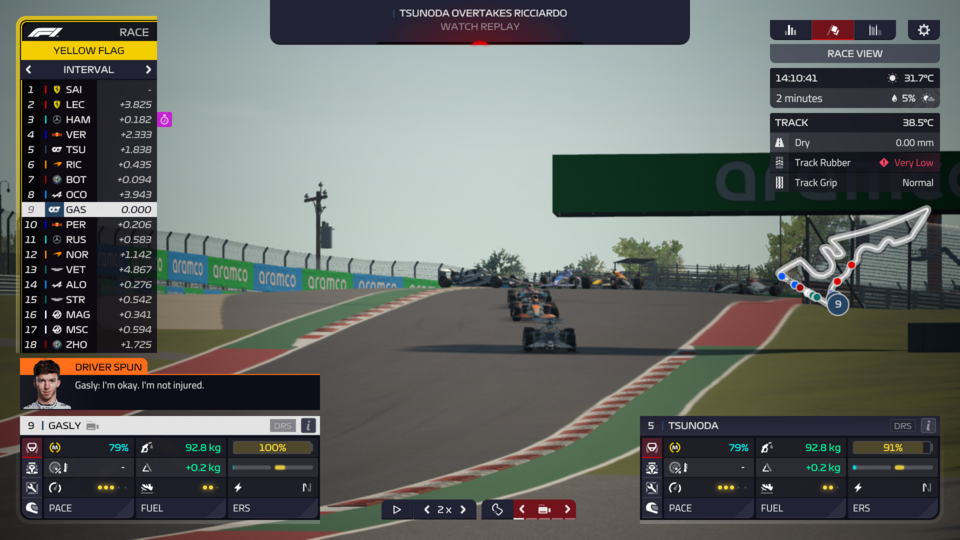 TSUNODA OVERTAKES RICCIARDO
WATCH REPLAY
RACE
YELLOW FLAG
INTERVAL
1 SAI -
2 LEC +3.825
3 HAM +0.182
4 VER +2.333
5 TSU +1.838
6 RIC +0.435
7 BOT +0.094
8 OCO +3.943
9 GAS 0.000
10 PER +0.206
11 RUS +0.583
12 NOR +1.142
13 VET +4.867
14 ALO +0.276
15 STR +0.542
16 MAG +0.341
17 MSC +0.594
18 ZHO +1.725
RACE VIEW
14:10:41 31.7°C
2 minutes 5%
TRACK 38.5°C
Dry 0.00 mm
Track Rubber Very Low
Track Grip Normal
9
aramco
aramco aramco aramco aramco aramco
DRIVER SPUN
Gasly: I'm okay. I'm not injured.
9 GASLY DRS i
M 79% 92.8 kg 100%
- +0.2 kg
N
PACE FUEL ERS
2x
5 TSUNODA DRS i
M 79% 92.8 kg 91%
- +0.2 kg
N
PACE FUEL ERS